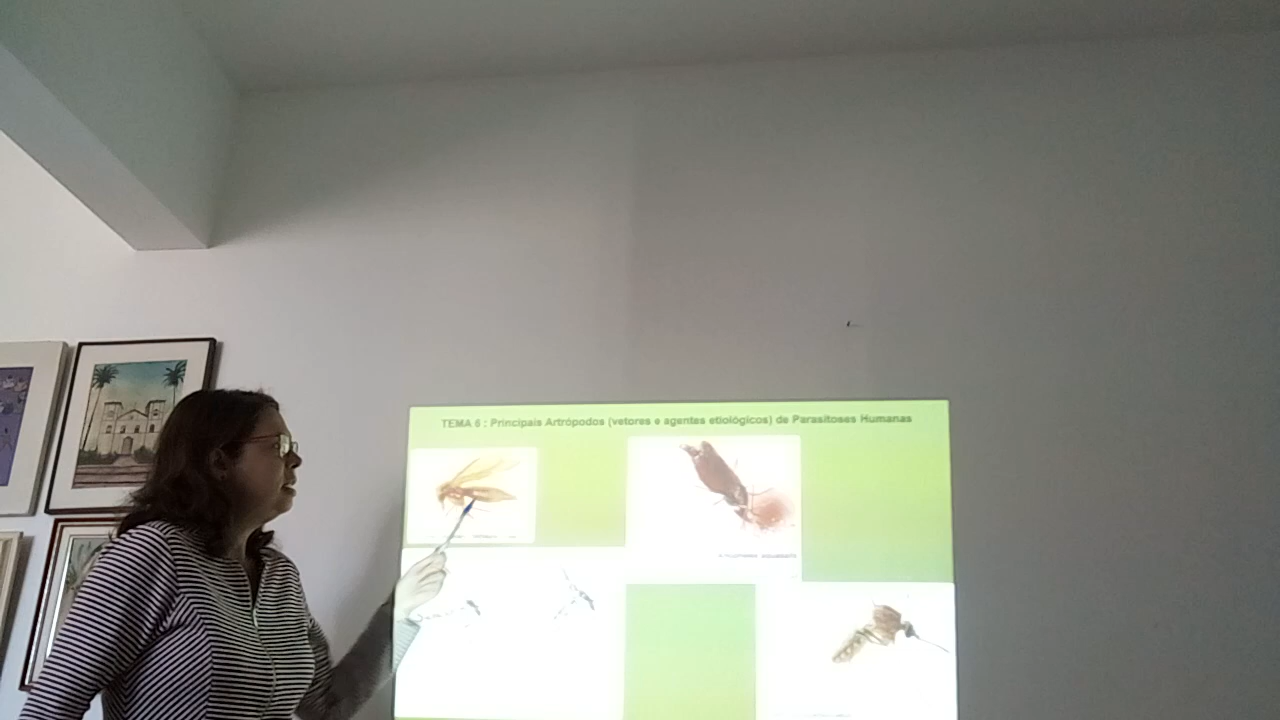 TEMA 6 : Principais Artrópodos (vetores e agentes etiológicos) de Parasitoses Humanas